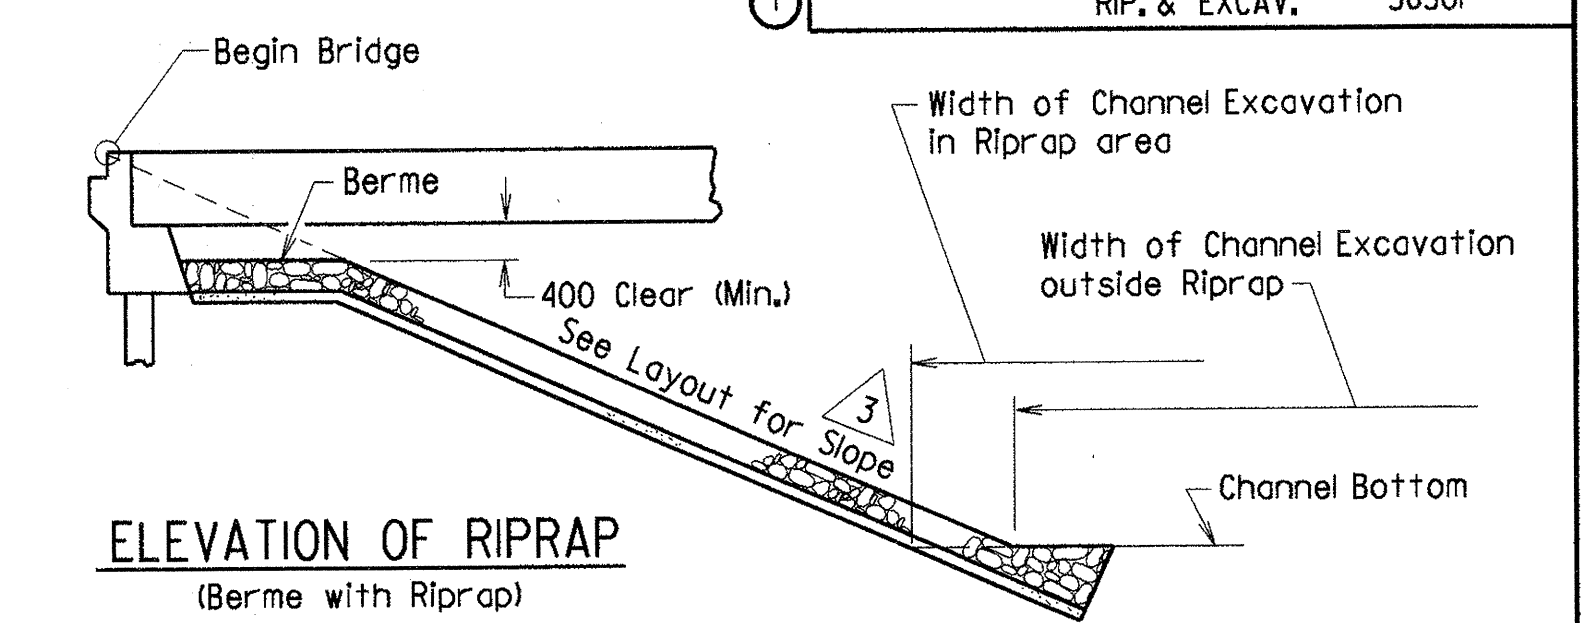 1
RIP. & EXCAV.
Begin Bridge
Width of Channel Excavation
in Riprap area
Berme
Width of Channel Excavation
outside Riprap
400 Clear (Min.)
See Layout for Slope
3
Channel Bottom
ELEVATION OF RIPRAP
(Berme with Riprap)